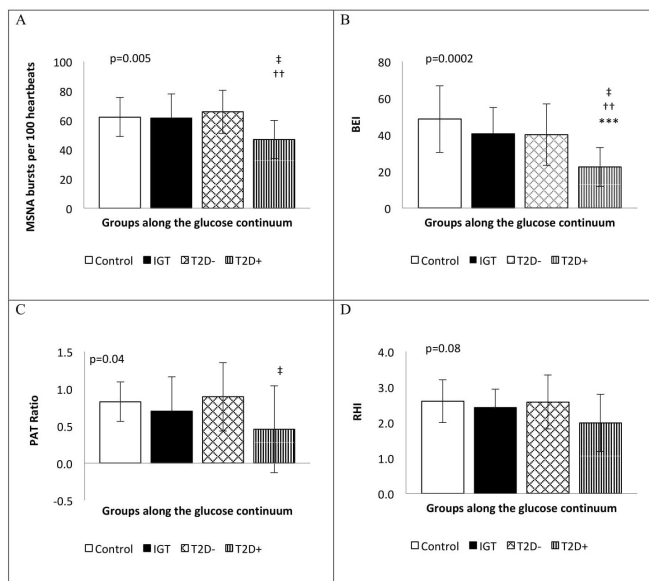 A
p=0.005
‡
††
MSNA bursts per 100 heartbeats
100
80
60
40
20
0
Groups along the glucose continuum
Control IGT T2D- T2D+
B
p=0.0002
‡
††
***
BEI
80
60
40
20
0
Groups along the glucose continuum
Control IGT T2D- T2D+
C
p=0.04
‡
PAT Ratio
1.5
1.0
0.5
0.0
-0.5
Groups along the glucose continuum
Control IGT T2D- T2D+
D
p=0.08
RHI
4.0
3.0
2.0
1.0
0.0
Groups along the glucose continuum
Control IGT T2D- T2D+